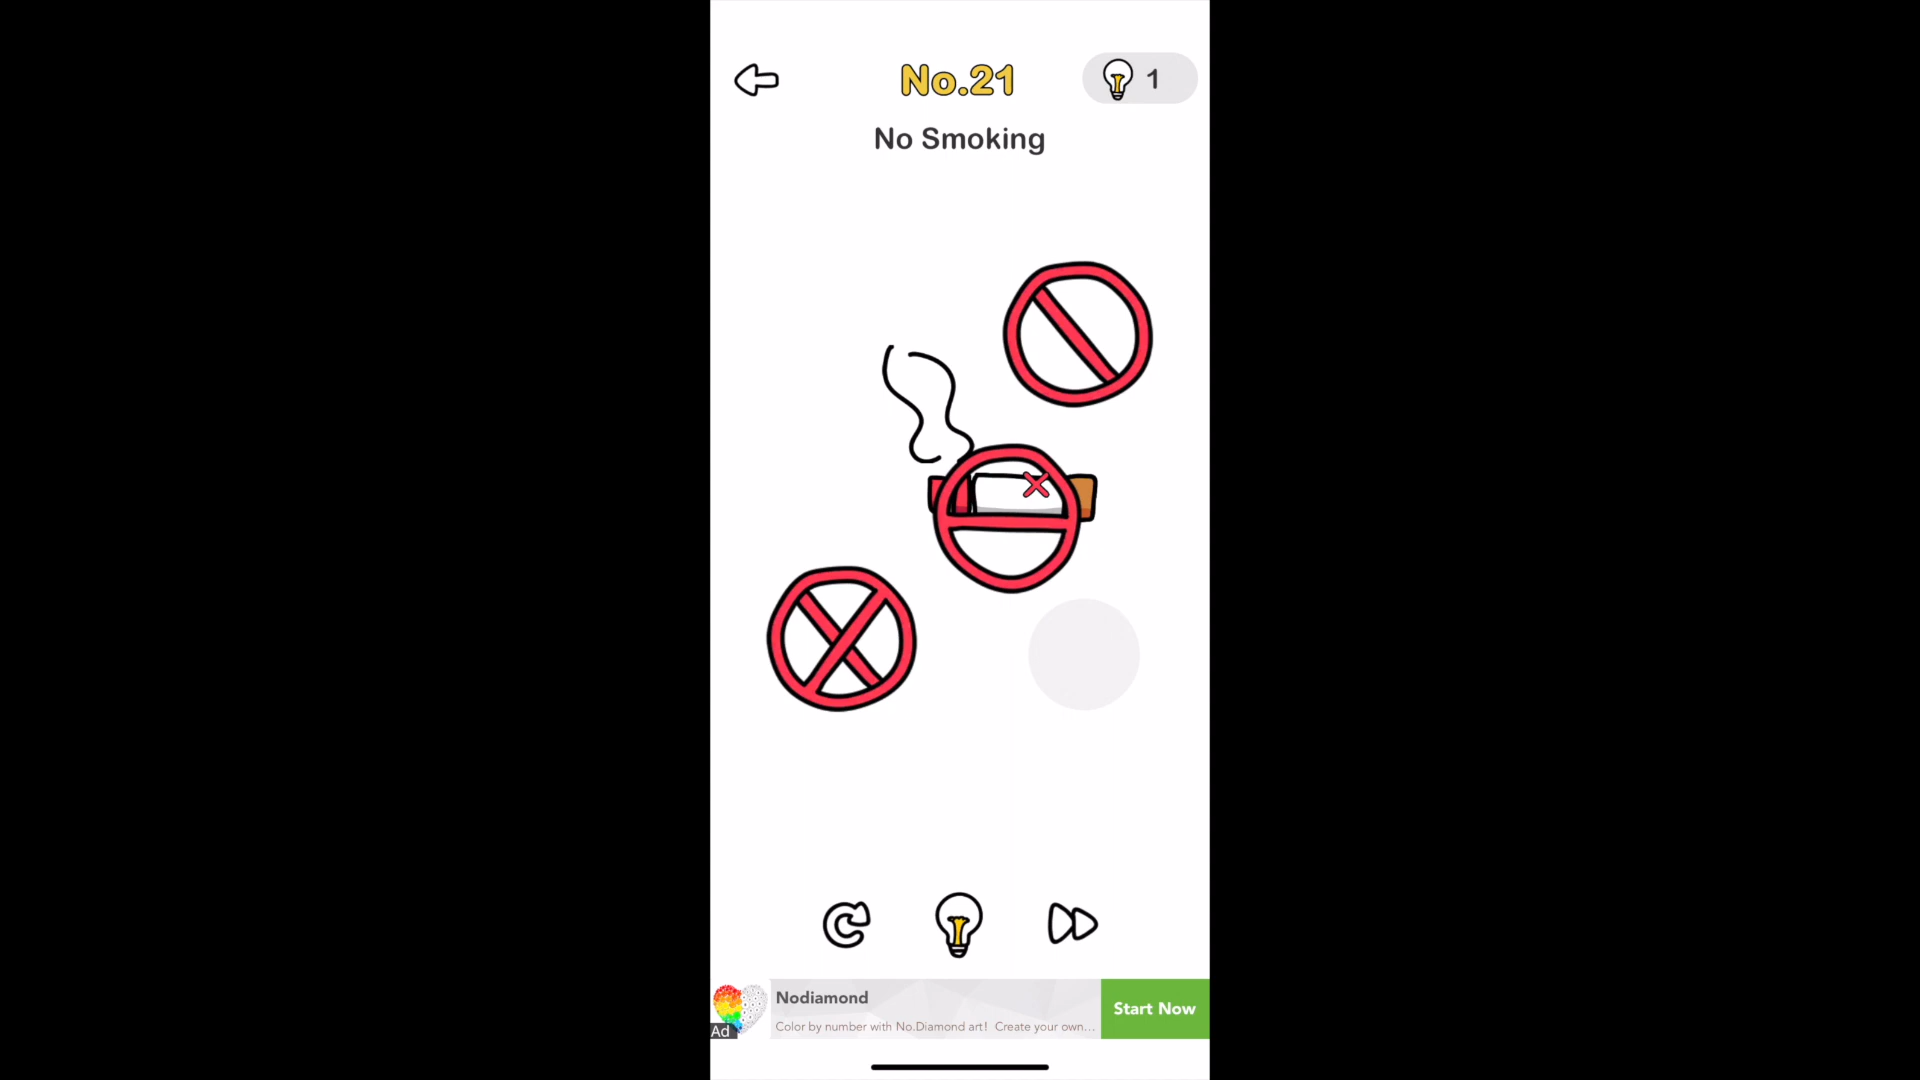 No.21
1
No Smoking
Nodiamond
Color by number with No.Diamond art! Create your own...
Start Now
Ad